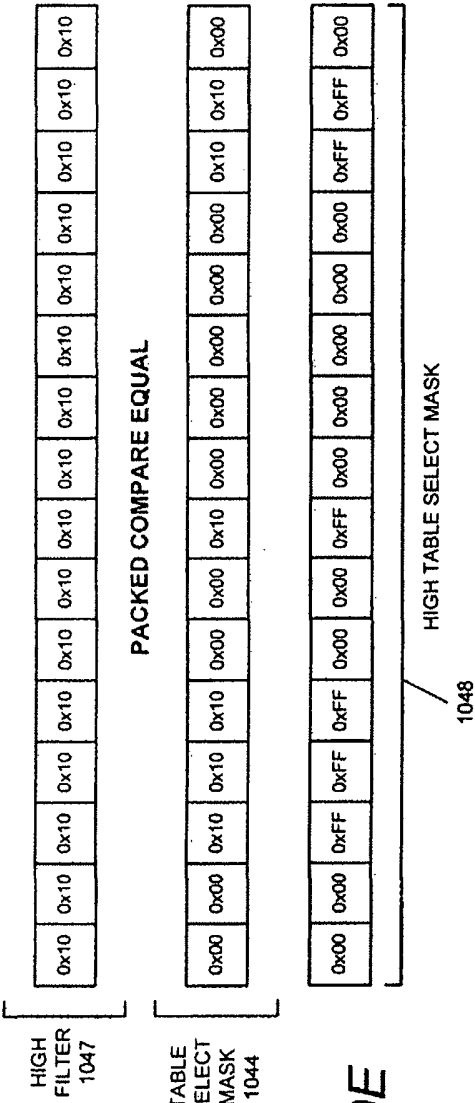 HIGH
FILTER
1047
0x10 0x10 0x10 0x10 0x10 0x10 0x10 0x10 0x10 0x10 0x10 0x10 0x10 0x10 0x10 0x10
PACKED COMPARE EQUAL
TABLE
ELECT
MASK
1044
0x00 0x00 0x10 0x10 0x10 0x00 0x00 0x10 0x00 0x00 0x00 0x00 0x00 0x10 0x10 0x00
0x00 0x00 0xFF 0xFF 0xFF 0x00 0x00 0xFF 0x00 0x00 0x00 0x00 0x00 0xFF 0xFF 0x00
1048
HIGH TABLE SELECT MASK
E